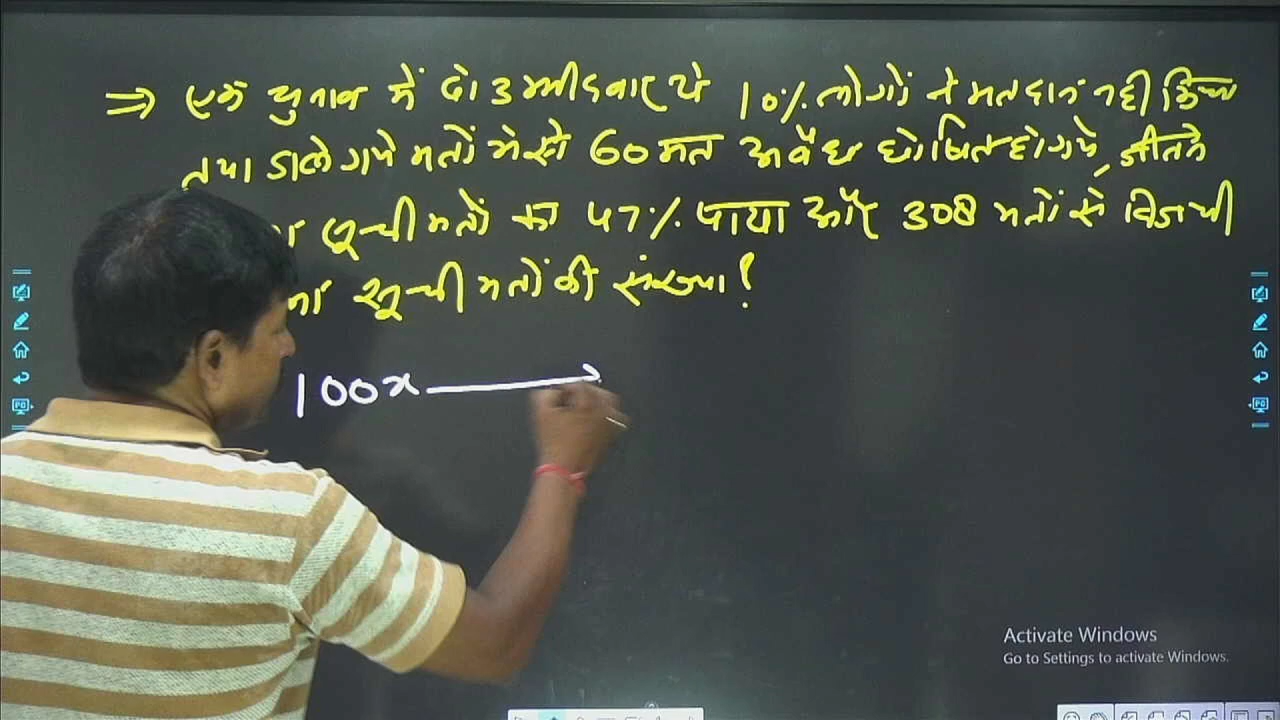 ⇒ एक चुनाव में दो उम्मीदवार थे 10% लोगों ने मतदान नही किया
तथा डाले गये मतों मे से 60 मत अवैध घोषित हो गये, जीतने
सूची मतों का 47% पाया और 308 मतों से विजयी
सूची मतों की संख्या?
100x →
Activate Windows
Go to Settings to activate Windows.